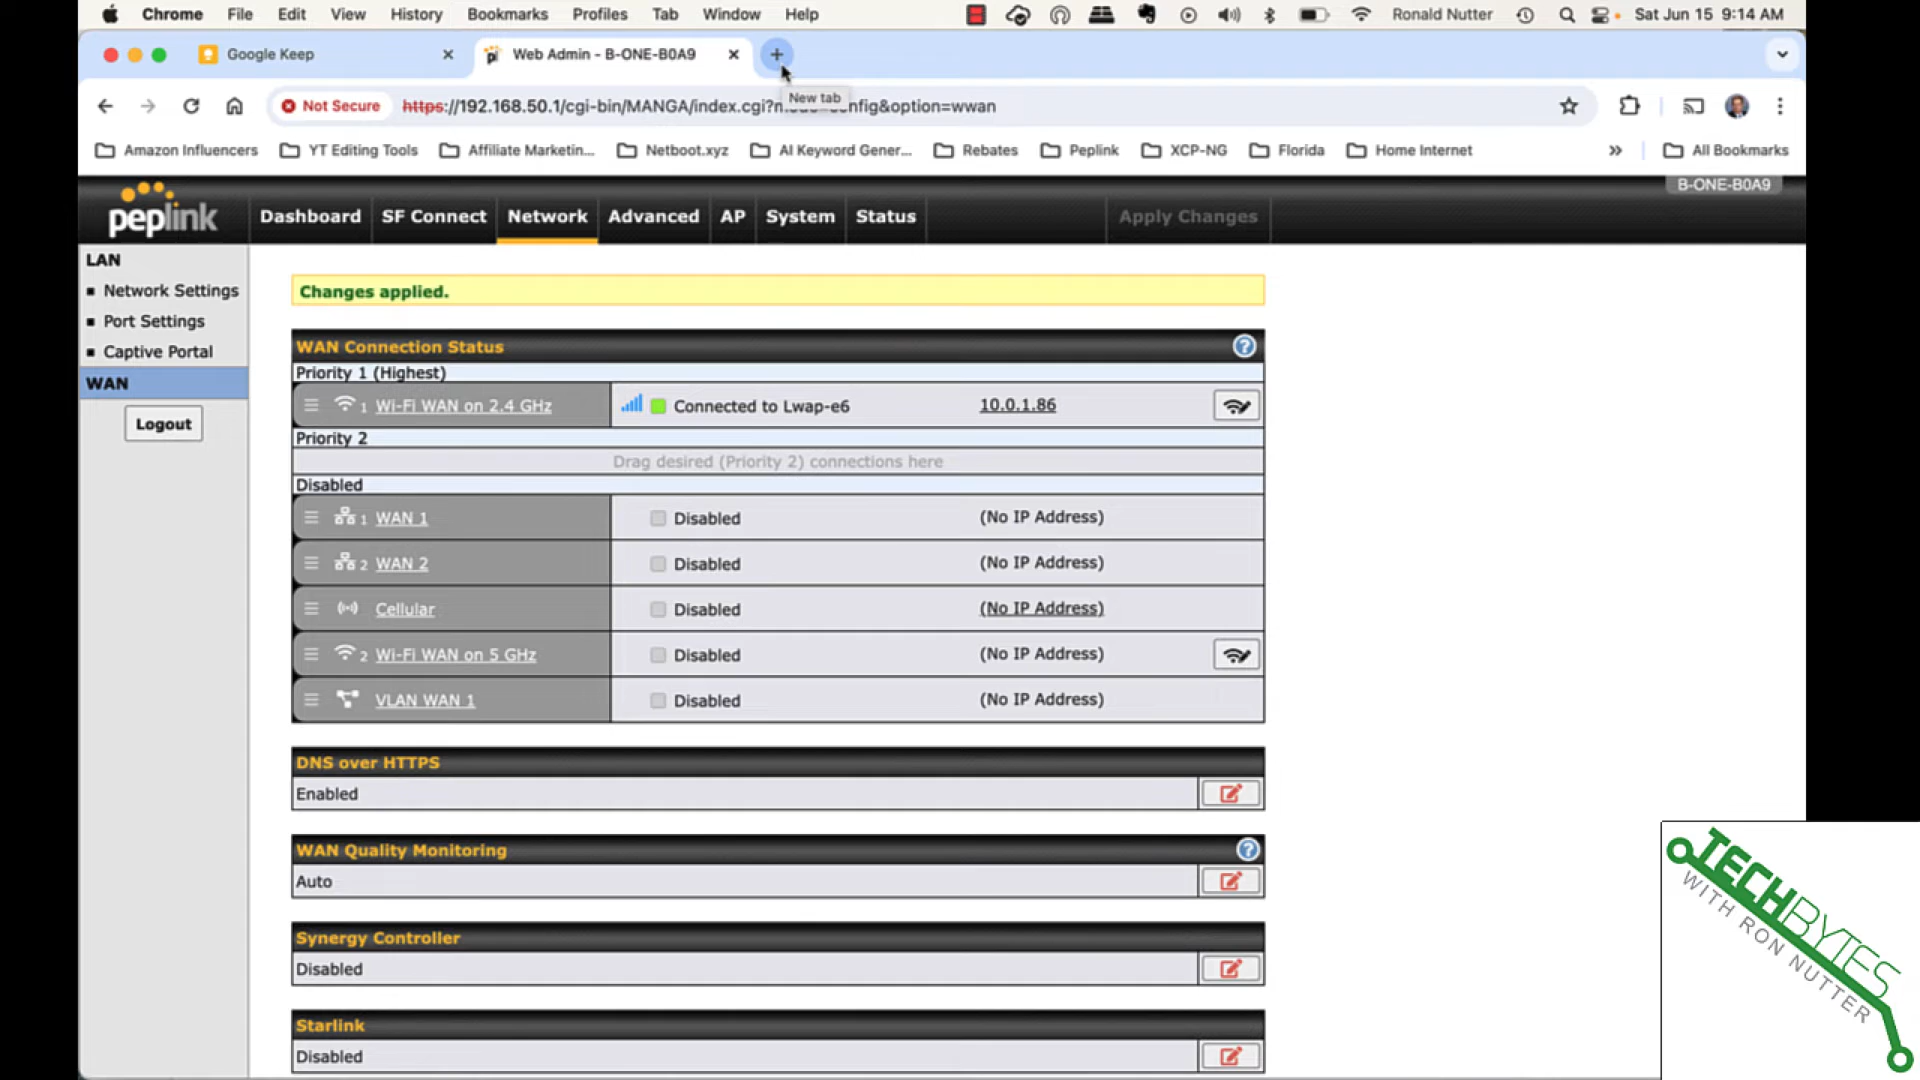 Chrome File Edit View History Bookmarks Profiles Tab Window Help Ronald Nutter Sat Jun 15 9:14 AM
Google Keep Web Admin - B-ONE-B0A9
New tab
Not Secure https://192.168.50.1/cgi-bin/MANGA/index.cgi? nfig&option=wwan
Amazon Influencers YT Editing Tools Affiliate Marketin... Netboot.xyz AI Keyword Gener... Rebates Peplink XCP-NG Florida Home Internet » All Bookmarks
B-ONE-B0A9
peplink Dashboard SF Connect Network Advanced AP System Status Apply Changes
LAN
Network Settings
Port Settings
Captive Portal
WAN
Logout
Changes applied.
WAN Connection Status
Priority 1 (Highest)
1 Wi-Fi WAN on 2.4 GHz Connected to Lwap-e6 10.0.1.86
Priority 2
Drag desired (Priority 2) connections here
Disabled
1 WAN 1 Disabled (No IP Address)
2 WAN 2 Disabled (No IP Address)
Cellular Disabled (No IP Address)
2 Wi-Fi WAN on 5 GHz Disabled (No IP Address)
VLAN WAN 1 Disabled (No IP Address)
DNS over HTTPS
Enabled
WAN Quality Monitoring
Auto
Synergy Controller
Disabled
Starlink
Disabled
TECHBYTES
WITH RON NUTTER